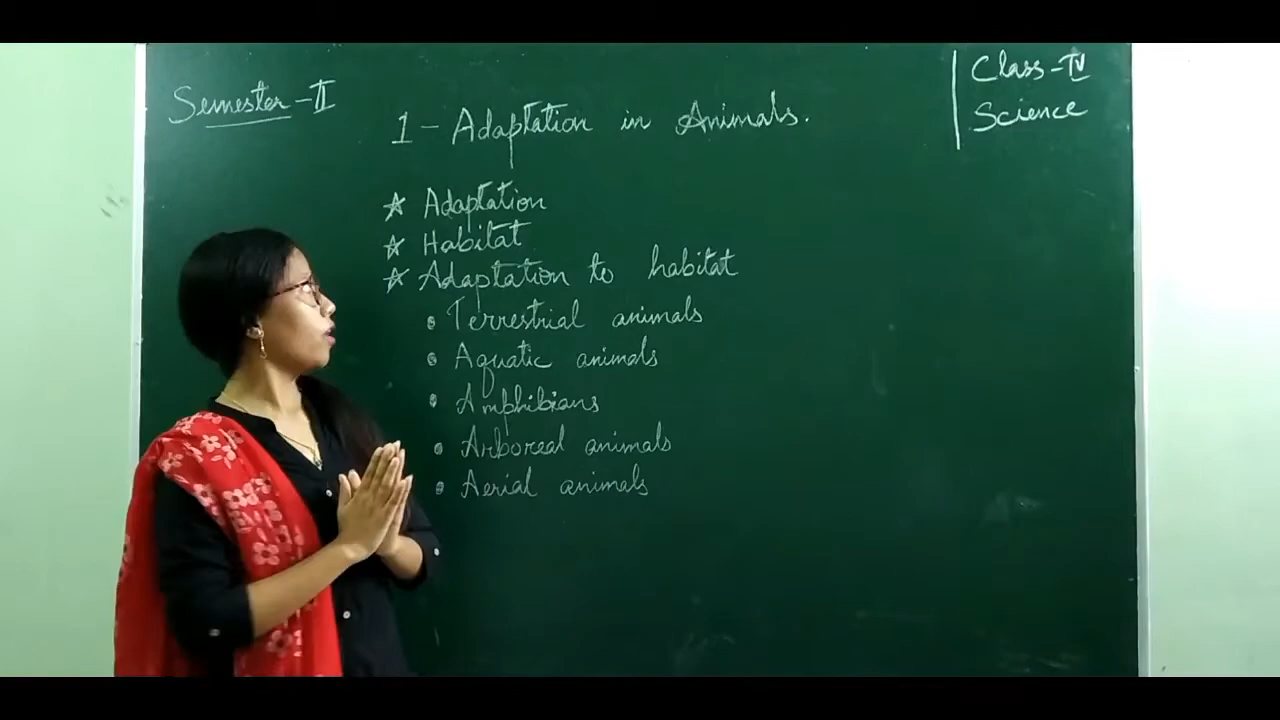 Semester-II
Class-IV
Science
1- Adaptation in Animals.
☆ Adaptation
☆ Habitat
☆ Adaptation to habitat
• Terrestrial animals
• Aquatic animals
• Amphibians
• Arboreal animals
• Aerial animals